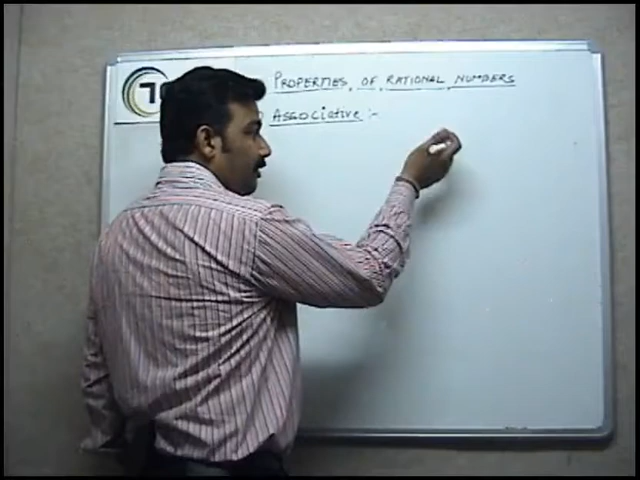 PROPERTIES OF RATIONAL NUMBERS
Associative :-